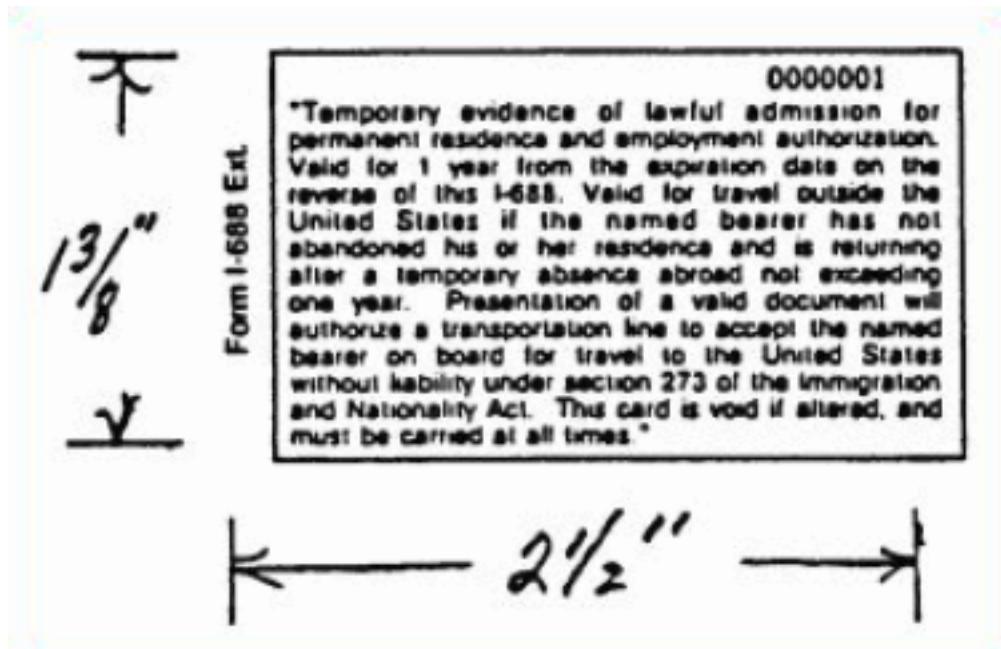 0000001
"Temporary evidence of lawful admission for
permanent residence and employment authorization.
Valid for 1 year from the expiration date on the
reverse of this I-688. Valid for travel outside the
United States if the named bearer has not
abandoned his or her residence and is returning
after a temporary absence abroad not exceeding
one year. Presentation of a valid document will
authorize a transportation line to accept the named
bearer on board for travel to the United States
without liability under section 273 of the Immigration
and Nationality Act. This card is void if altered, and
must be carried at all times."
Form I-688 Ext.
1 3/8"
2 1/2"